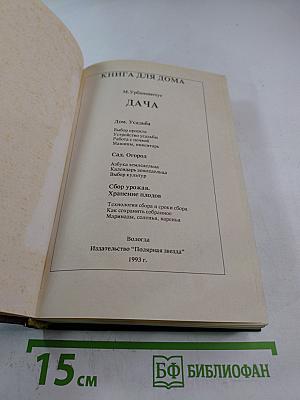 КНИГА ДЛЯ ДОМА
М. Урбановичус
ДАЧА
Дом. Усадьба
Выбор проекта
Устройство усадьбы
Работа с почвой
Машины, инвентарь
Сад. Огород
Азбука земледельца
Календарь земледельца
Выбор культур
Сбор урожая.
Хранение плодов
Технология сбора и сроки сбора
Как сохранить собранное
Маринады, соленья, варенья
Вологда
Издательство "Полярная звезда"
1993 г.
15 см
БФ БИБЛИОФАН